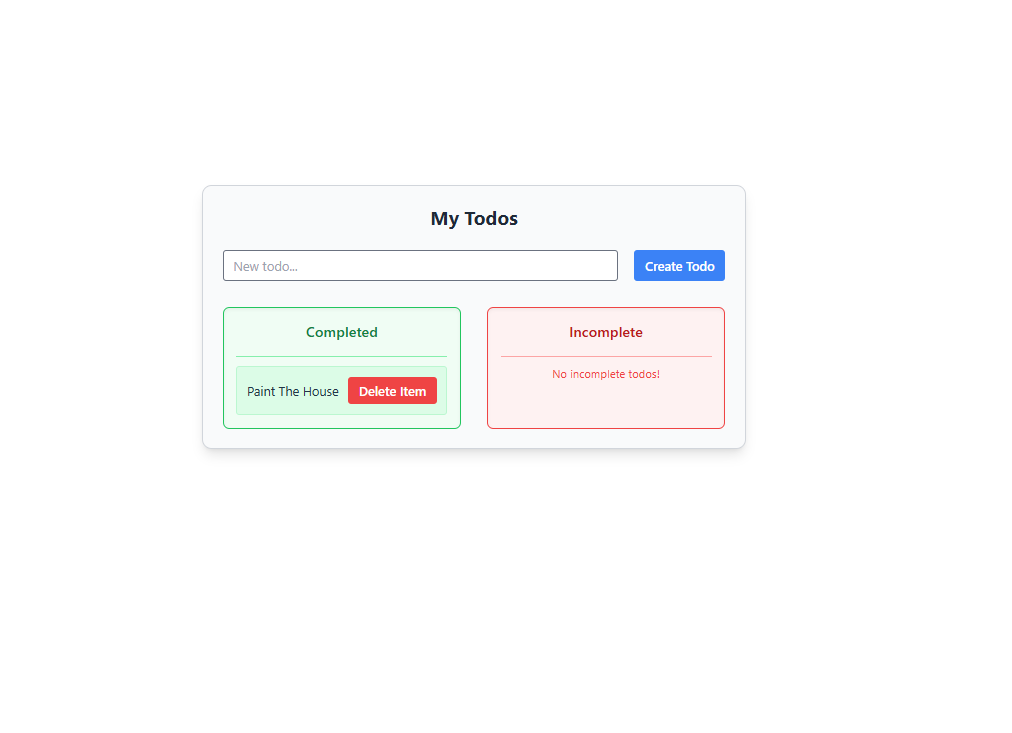 My Todos
New todo...
Create Todo
Completed
Paint The House
Delete Item
Incomplete
No incomplete todos!